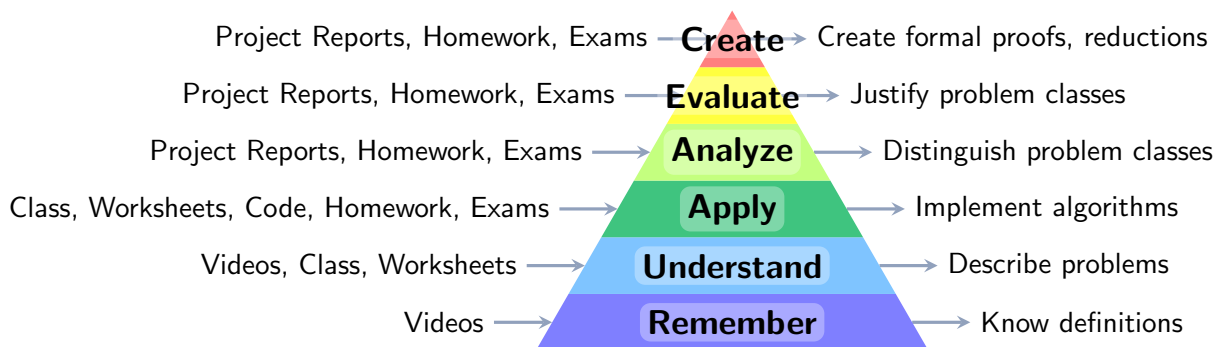 Project Reports, Homework, Exams Create Create formal proofs, reductions
Project Reports, Homework, Exams Evaluate Justify problem classes
Project Reports, Homework, Exams Analyze Distinguish problem classes
Class, Worksheets, Code, Homework, Exams Apply Implement algorithms
Videos, Class, Worksheets Understand Describe problems
Videos Remember Know definitions